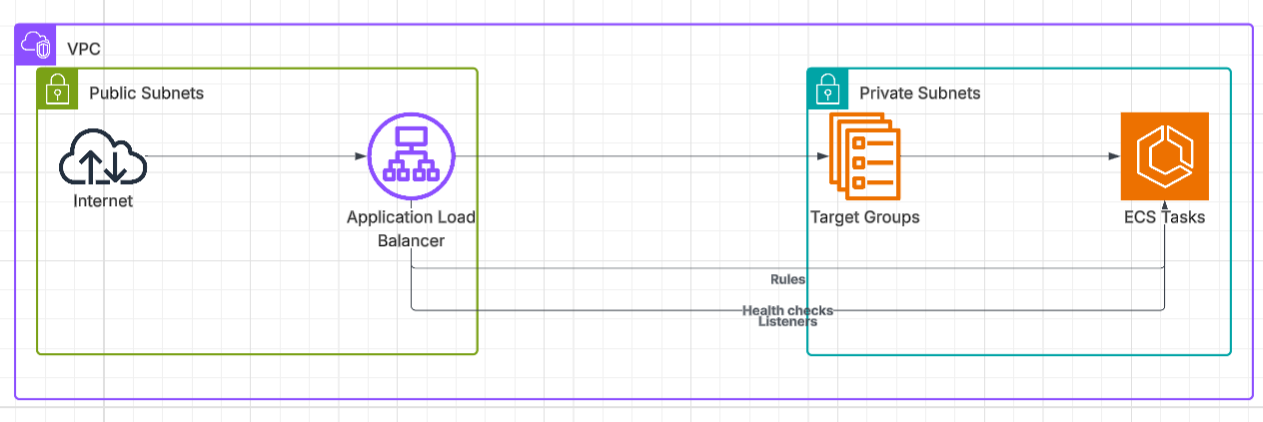 VPC
Public Subnets
Private Subnets
Internet
Application Load
Balancer
Target Groups
ECS Tasks
Rules
Health checks
Listeners